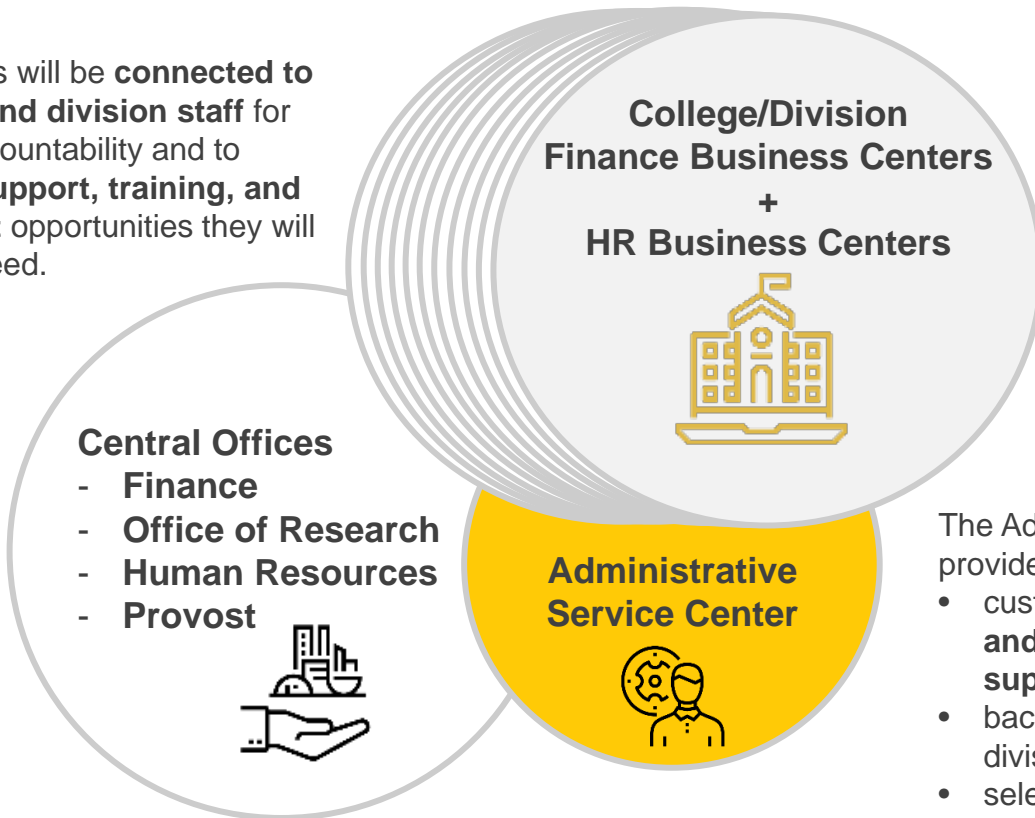 s will be connected to
nd division staff for
ountability and to
upport, training, and
opportunities they will
eed.
College/Division
Finance Business Centers
+
HR Business Centers
Central Offices
- Finance
- Office of Research
- Human Resources
- Provost
Administrative
Service Center
The Ad
provide
• cust
and
sup
• bac
divis
• sele